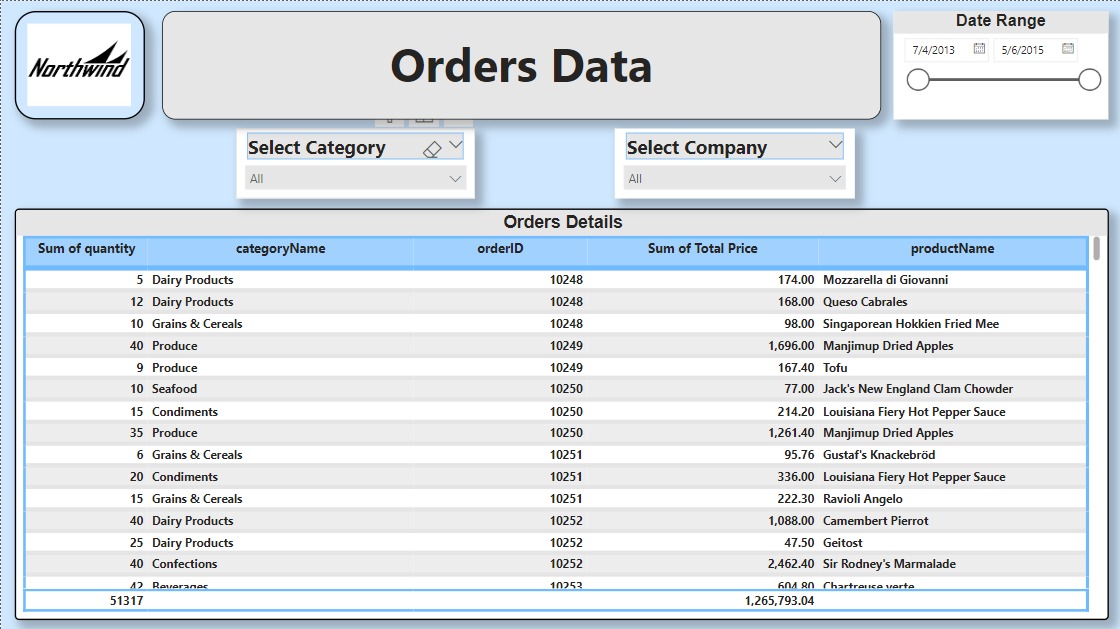 Northwind
Orders Data
Date Range
7/4/2013 5/6/2015
Select Category
All
Select Company
All
Orders Details
Sum of quantity categoryName orderID Sum of Total Price productName
5 Dairy Products 10248 174.00 Mozzarella di Giovanni
12 Dairy Products 10248 168.00 Queso Cabrales
10 Grains & Cereals 10248 98.00 Singaporean Hokkien Fried Mee
40 Produce 10249 1,696.00 Manjimup Dried Apples
9 Produce 10249 167.40 Tofu
10 Seafood 10250 77.00 Jack's New England Clam Chowder
15 Condiments 10250 214.20 Louisiana Fiery Hot Pepper Sauce
35 Produce 10250 1,261.40 Manjimup Dried Apples
6 Grains & Cereals 10251 95.76 Gustaf's Knackebröd
20 Condiments 10251 336.00 Louisiana Fiery Hot Pepper Sauce
15 Grains & Cereals 10251 222.30 Ravioli Angelo
40 Dairy Products 10252 1,088.00 Camembert Pierrot
25 Dairy Products 10252 47.50 Geitost
40 Confections 10252 2,462.40 Sir Rodney's Marmalade
42 Beverages 10253 604.80 Chartreuse verte
51317 1,265,793.04